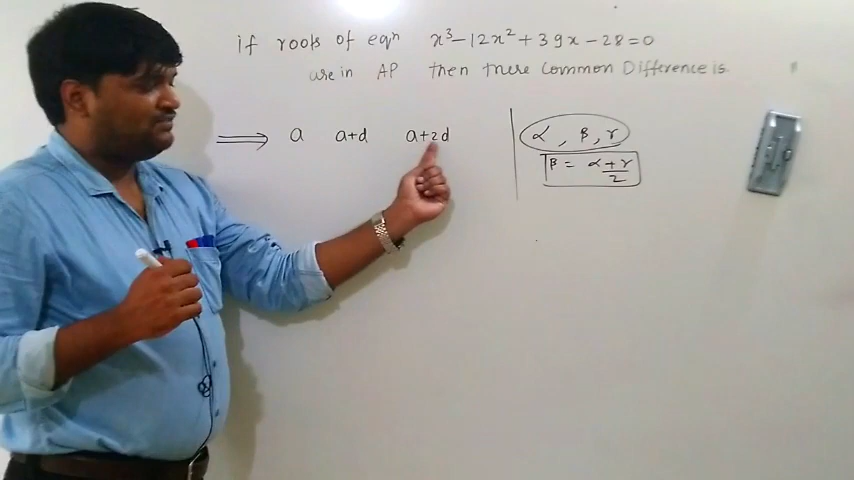 if roots of eqn x³-12x²+39x-28=0
are in AP then there Common Difference is.
⟹ a a+d a+2d
α, β, γ
β = α+γ/2